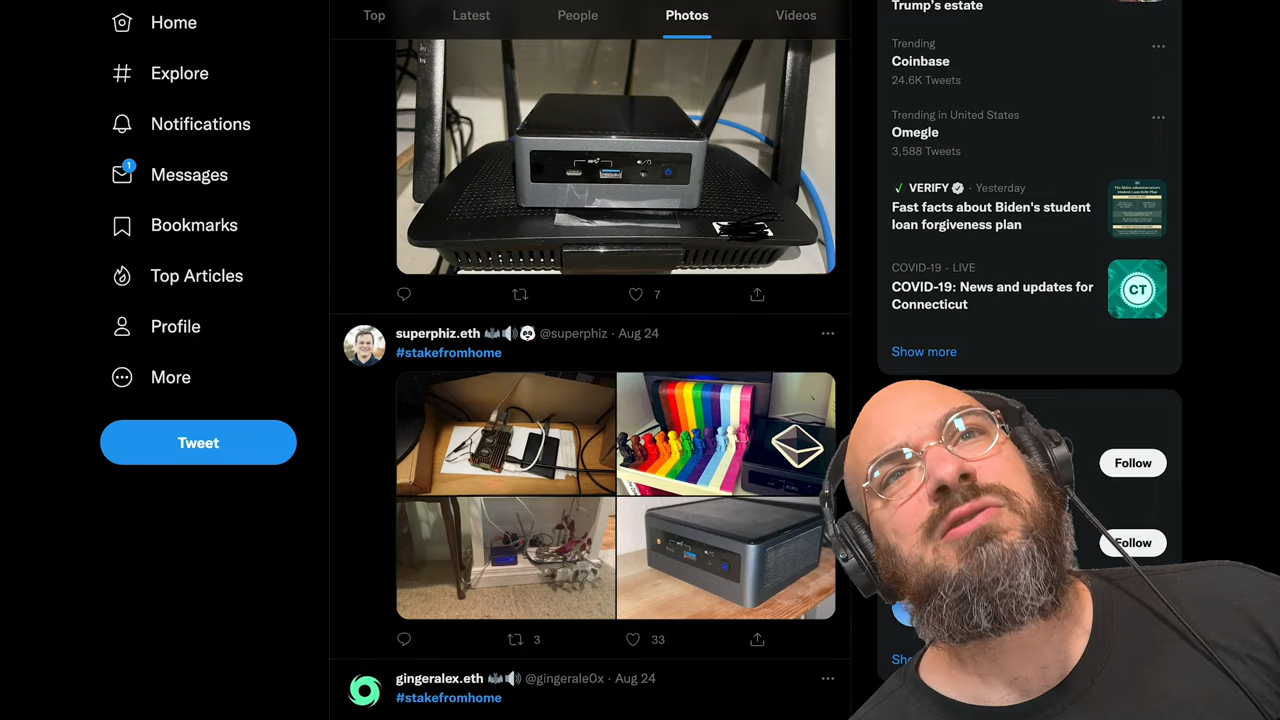 Home
Explore
Notifications
1
Messages
Bookmarks
Top Articles
Profile
More
Tweet
Top
Latest
People
Photos
Videos
7
superphiz.eth @superphiz · Aug 24
#stakefromhome
3
33
gingeralex.eth @gingerale0x · Aug 24
#stakefromhome
Trump's estate
Trending
Coinbase
24.6K Tweets
Trending in United States
Omegle
3,588 Tweets
VERIFY · Yesterday
Fast facts about Biden's student
loan forgiveness plan
COVID-19 · LIVE
COVID-19: News and updates for
Connecticut
CT
Show more
Follow
Follow